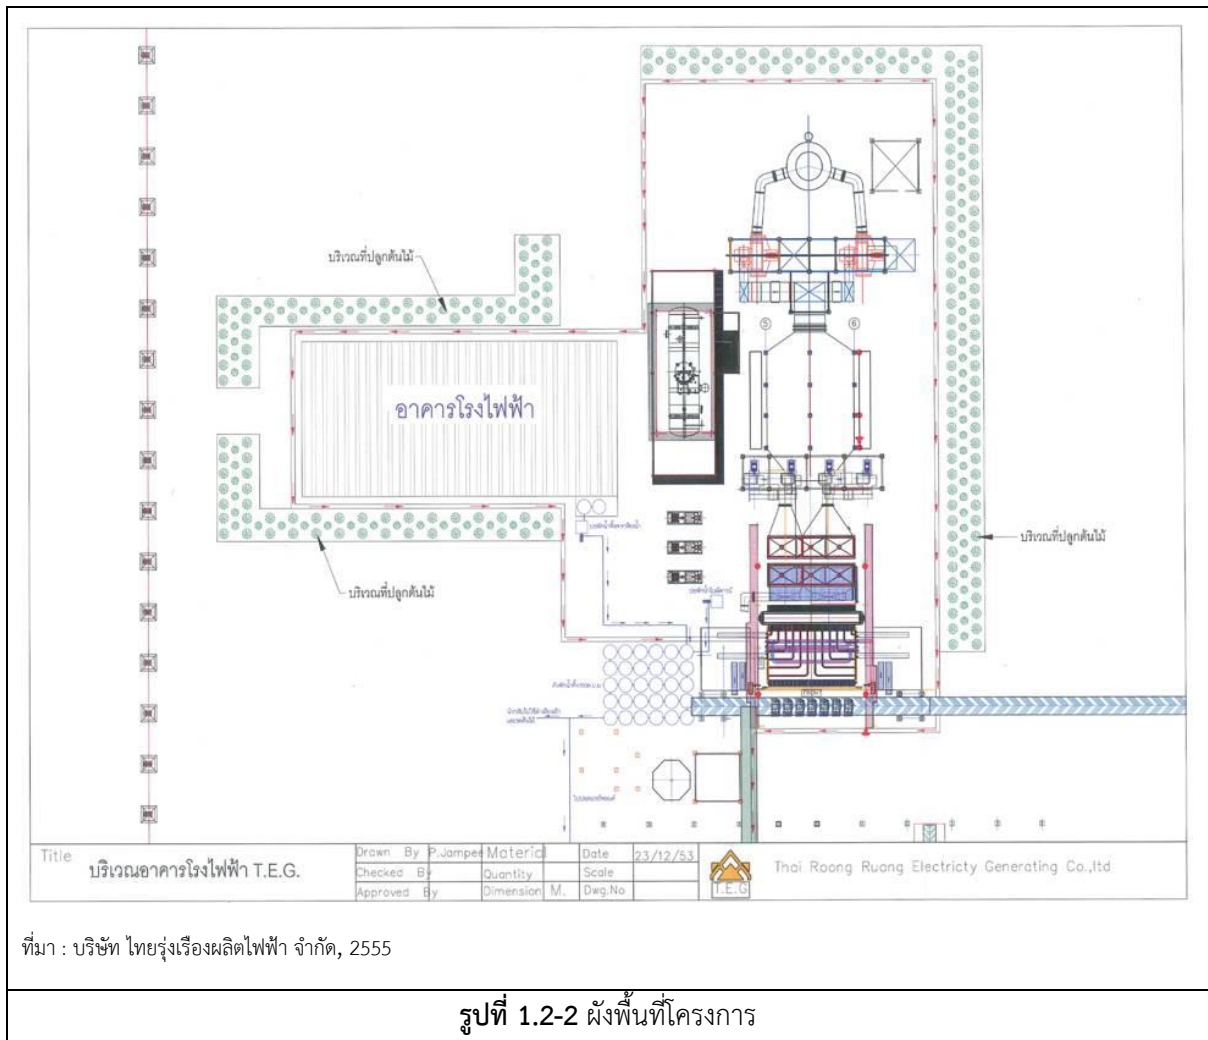 บริเวณที่ปลูกต้นไม้
5
6
อาคารโรงไฟฟ้า
บริเวณที่ปลูกต้นไม้
บริเวณที่ปลูกต้นไม้
Title
บริเวณอาคารโรงไฟฟ้า T.E.G.
Drawn By P.Jampee Material Date 23/12/53
Checked By Quantity Scale
Approved By Dimension M. Dwg.No
T.E.G
Thai Roong Ruang Electricty Generating Co.,ltd
ที่มา : บริษัท ไทยรุ่งเรืองผลิตไฟฟ้า จำกัด, 2555
รูปที่ 1.2-2 ผังพื้นที่โครงการ